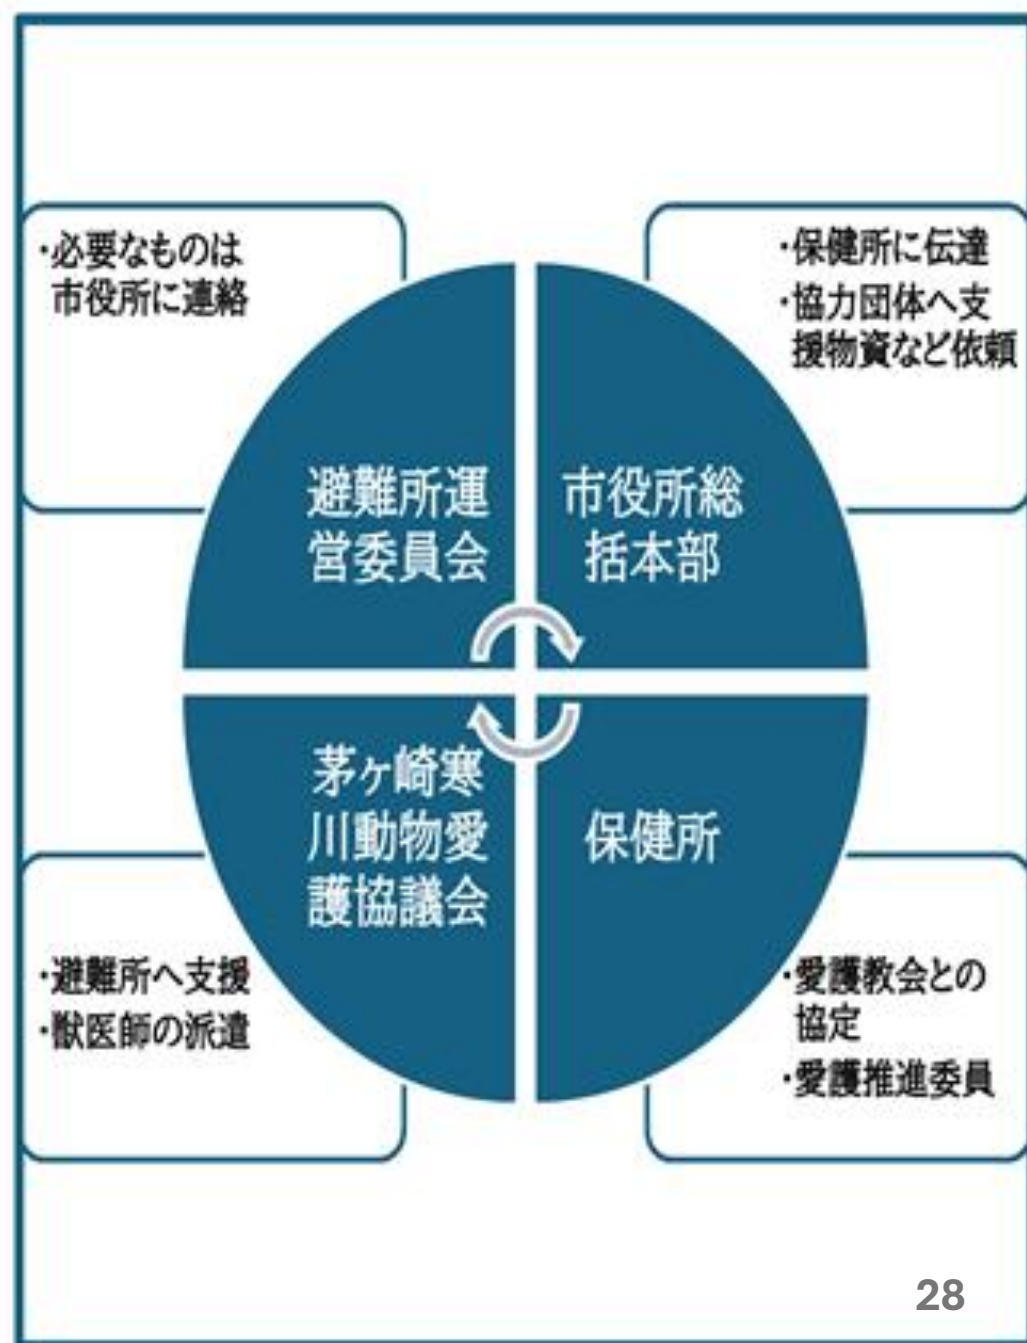 ・必要なものは
市役所に連絡
・保健所に伝達
・協力団体へ支
援物資など依頼
避難所運
営委員会
市役所総
括本部
茅ヶ崎寒
川動物愛
護協議会
保健所
・避難所へ支援
・獣医師の派遣
・愛護教会との
協定
・愛護推進委員
28